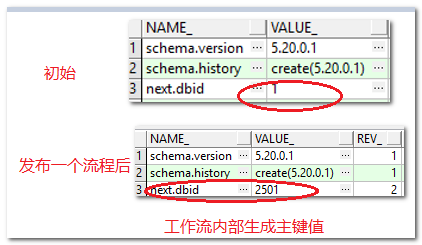 NAME_ VALUE_
1 schema.version ... 5.20.0.1 ...
2 schema.history ... create(5.20.0.1) ...
3 next.dbid ... 1 ...
初始
NAME_ VALUE_ REV_
1 schema.version ... 5.20.0.1 ... 1
2 schema.history ... create(5.20.0.1) ... 1
3 next.dbid ... 2501 ... 2
发布一个流程后
工作流内部生成主键值